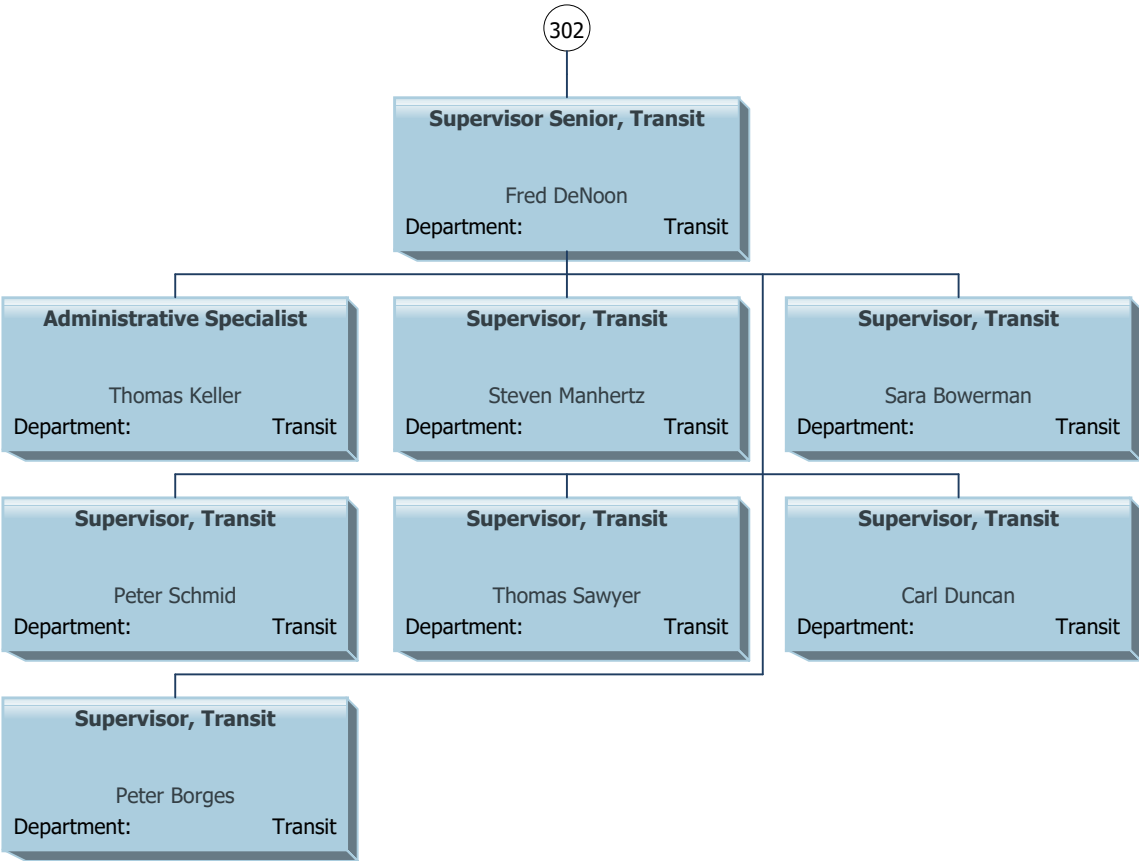 302
Supervisor Senior, Transit
Fred DeNoon
Department: Transit
Administrative Specialist
Thomas Keller
Department: Transit
Supervisor, Transit
Steven Manhertz
Department: Transit
Supervisor, Transit
Sara Bowerman
Department: Transit
Supervisor, Transit
Peter Schmid
Department: Transit
Supervisor, Transit
Thomas Sawyer
Department: Transit
Supervisor, Transit
Carl Duncan
Department: Transit
Supervisor, Transit
Peter Borges
Department: Transit